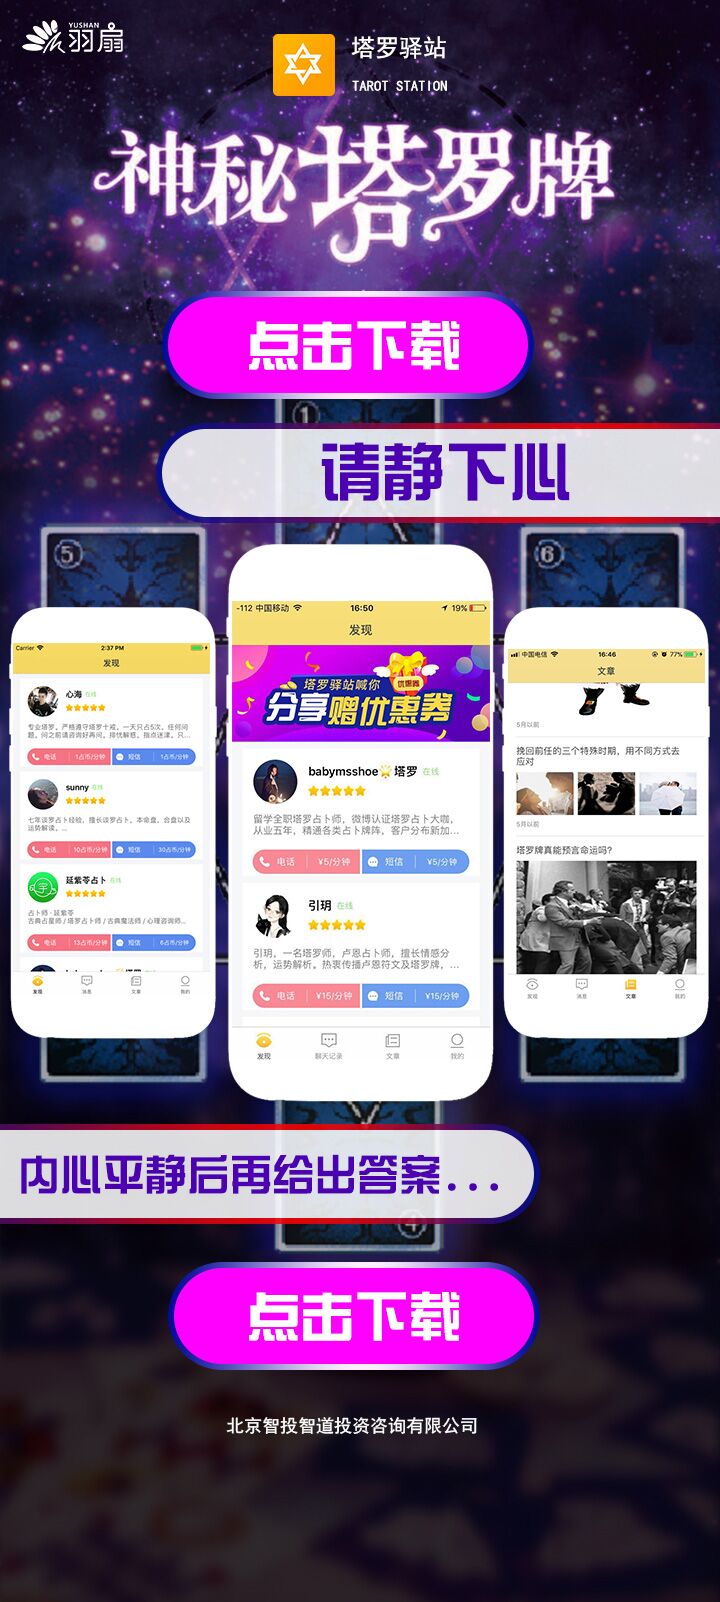 YUSHAN
羽扇
塔罗驿站
TAROT STATION
神秘塔罗牌
点击下载
①
请静下心
⑤
⑥
Carrier 2:37 PM
发现
心海 在线
专业塔罗，严格遵守塔罗十戒，一天只占5次，任何问
题，问之前请咨询好再问。排忧解惑，指点迷津。只...
电话 1占币/分钟 短信 1占币/分钟
sunny 在线
七年谈罗占卜经验，擅长谈罗占卜，本命盘，合盘以及
运势解读，...
电话 10占币/分钟 短信 30占币/分钟
延紫苓占卜 在线
占卜师 · 延紫苓
古典占星师 / 塔罗占卜师 / 古典魔法师 / 心理咨询师...
电话 13占币/分钟 短信 6占币/分钟
发现 消息 文章 我的
-112 中国移动 16:50 19%
发现
塔罗驿站喊你
优惠券
分享赠优惠券
babymsshoe🌟塔罗 在线
留学全职塔罗占卜师，微博认证塔罗占卜大咖，
从业五年，精通各类占卜牌阵，客户分布新加...
电话 ¥5/分钟 短信 ¥5/分钟
引玥 在线
引玥，一名塔罗师，卢恩占卜师，擅长情感分
析，运势解析。热衷传播卢恩符文及塔罗牌，...
电话 ¥15/分钟 短信 ¥15/分钟
发现 聊天记录 文章 我的
中国电信 16:46 77%
文章
5月以前
挽回前任的三个特殊时期，用不同方式去
应对
5月以前
塔罗牌真能预言命运吗?
发现 消息 文章 我的
内心平静后再给出答案...
④
点击下载
北京智投智道投资咨询有限公司